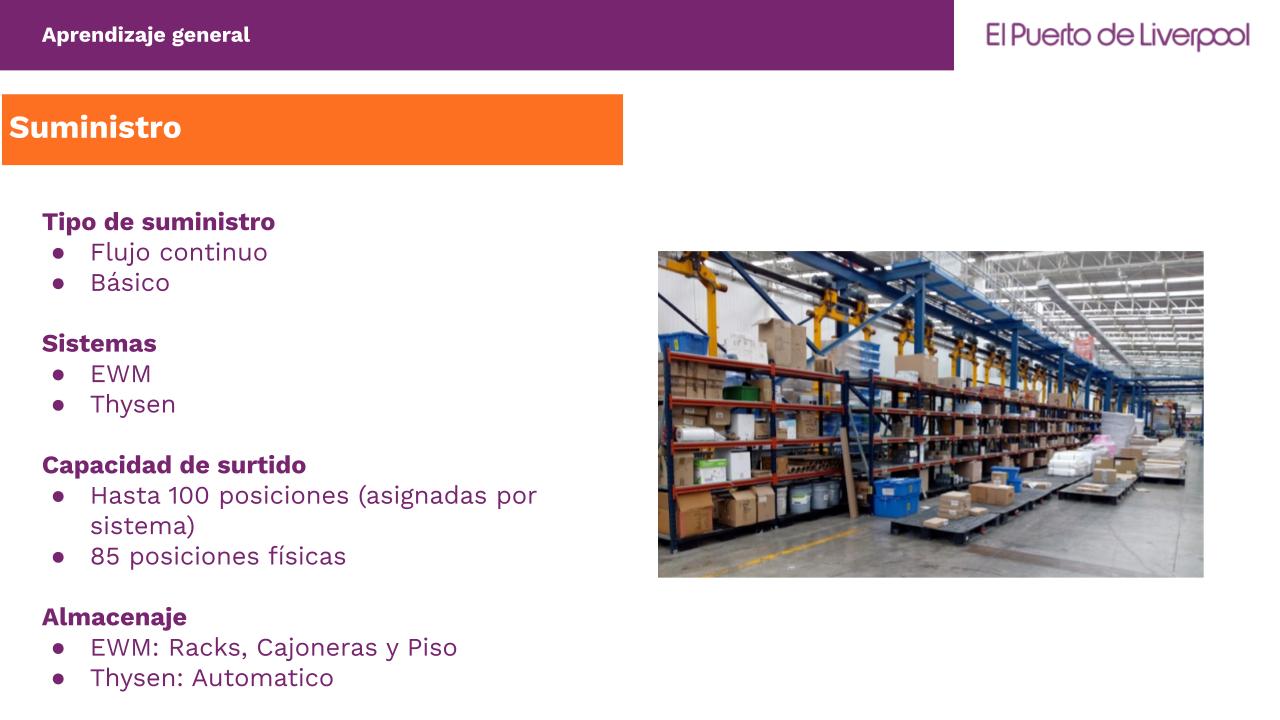 Aprendizaje general
El Puerto de Liverpool
Suministro
Tipo de suministro
● Flujo continuo
● Básico
Sistemas
● EWM
● Thysen
Capacidad de surtido
● Hasta 100 posiciones (asignadas por
sistema)
● 85 posiciones físicas
Almacenaje
● EWM: Racks, Cajoneras y Piso
● Thysen: Automatico